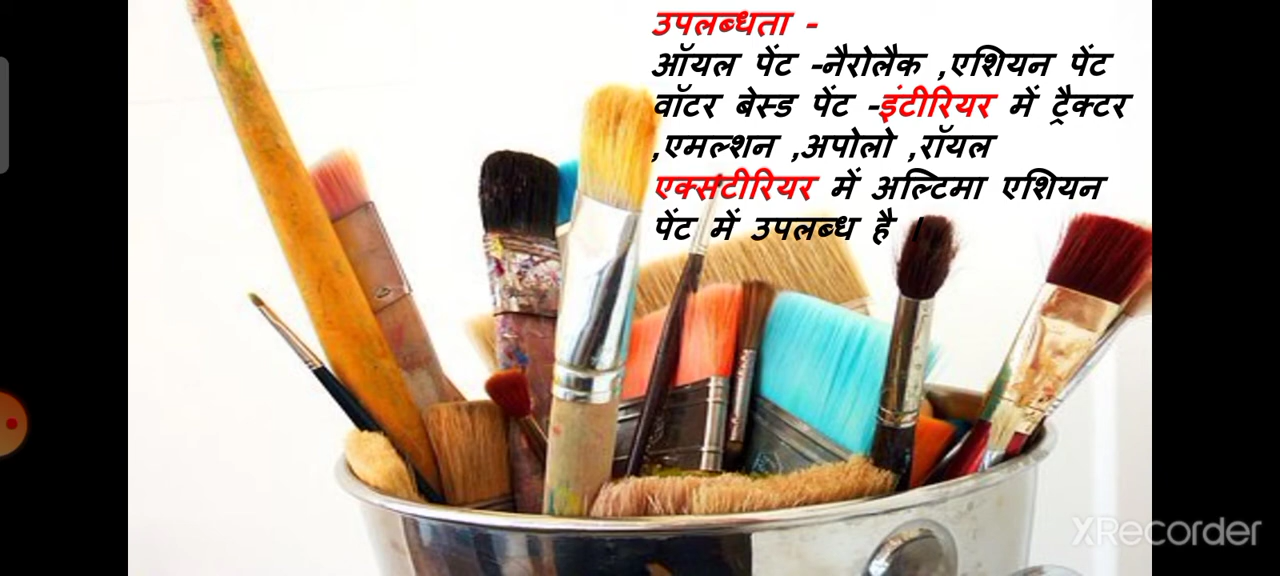 उपलब्धता -
ऑयल पेंट -नैरोलैक ,एशियन पेंट
वॉटर बेस्ड पेंट -इंटीरियर में ट्रैक्टर
,एमल्शन ,अपोलो ,रॉयल
एक्सटीरियर में अल्टिमा एशियन
पेंट में उपलब्ध है ।
XRecorder